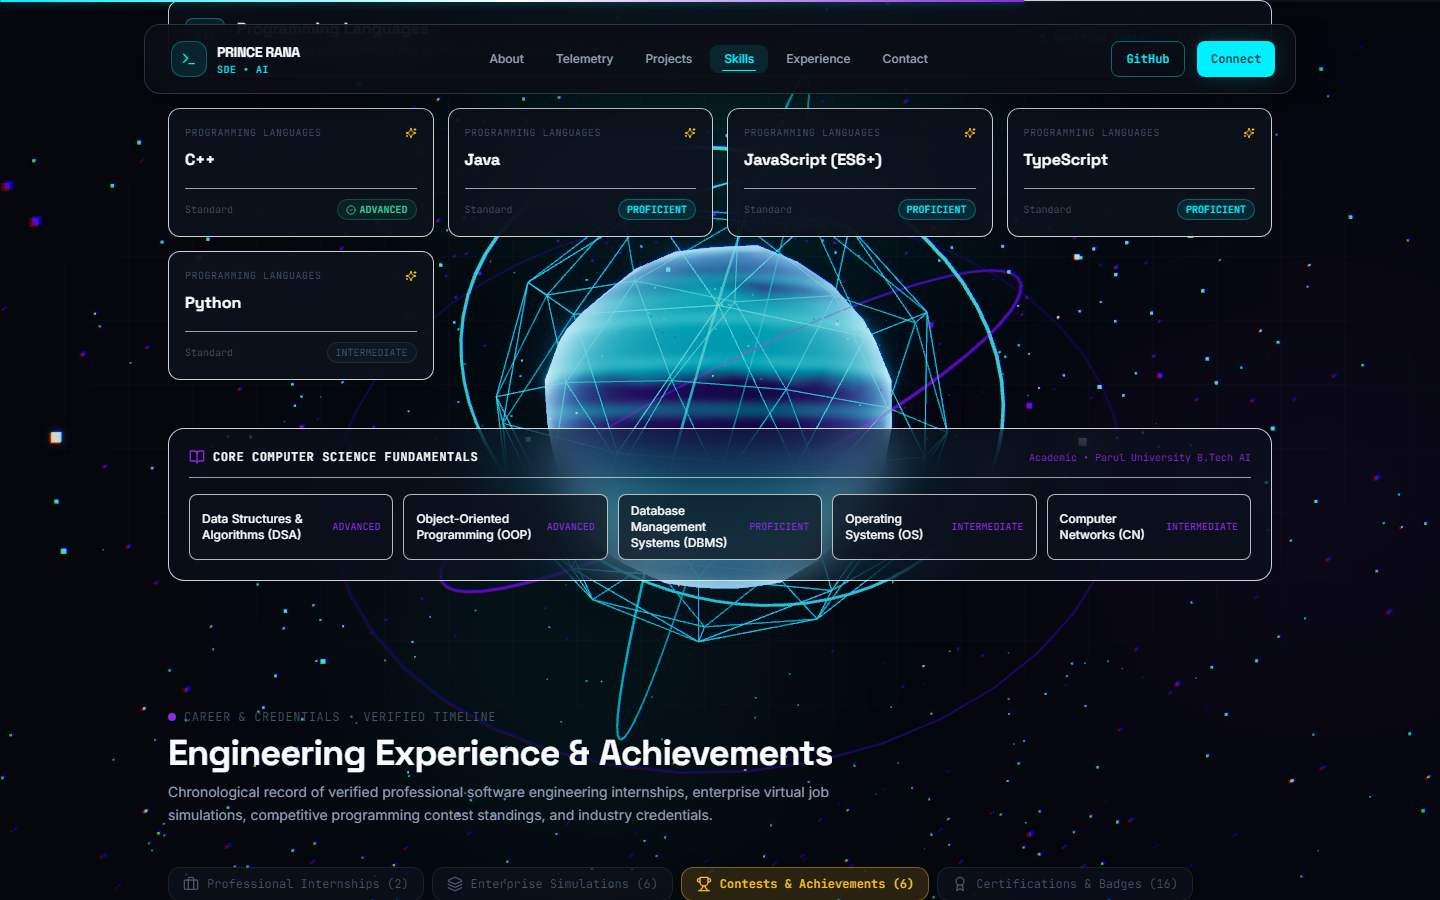 Programming Languages
PRINCE RANA
SDE • AI
About
Telemetry
Projects
Skills
Experience
Contact
GitHub
Connect
PROGRAMMING LANGUAGES
C++
Standard
ADVANCED
PROGRAMMING LANGUAGES
Java
Standard
PROFICIENT
PROGRAMMING LANGUAGES
JavaScript (ES6+)
Standard
PROFICIENT
PROGRAMMING LANGUAGES
TypeScript
Standard
PROFICIENT
PROGRAMMING LANGUAGES
Python
Standard
INTERMEDIATE
CORE COMPUTER SCIENCE FUNDAMENTALS
Academic • Parul University B.Tech AI
Data Structures &
Algorithms (DSA)
ADVANCED
Object-Oriented
Programming (OOP)
ADVANCED
Database
Management
Systems (DBMS)
PROFICIENT
Operating
Systems (OS)
INTERMEDIATE
Computer
Networks (CN)
INTERMEDIATE
CAREER & CREDENTIALS • VERIFIED TIMELINE
Engineering Experience & Achievements
Chronological record of verified professional software engineering internships, enterprise virtual job
simulations, competitive programming contest standings, and industry credentials.
Professional Internships (2)
Enterprise Simulations (6)
Contests & Achievements (6)
Certifications & Badges (16)